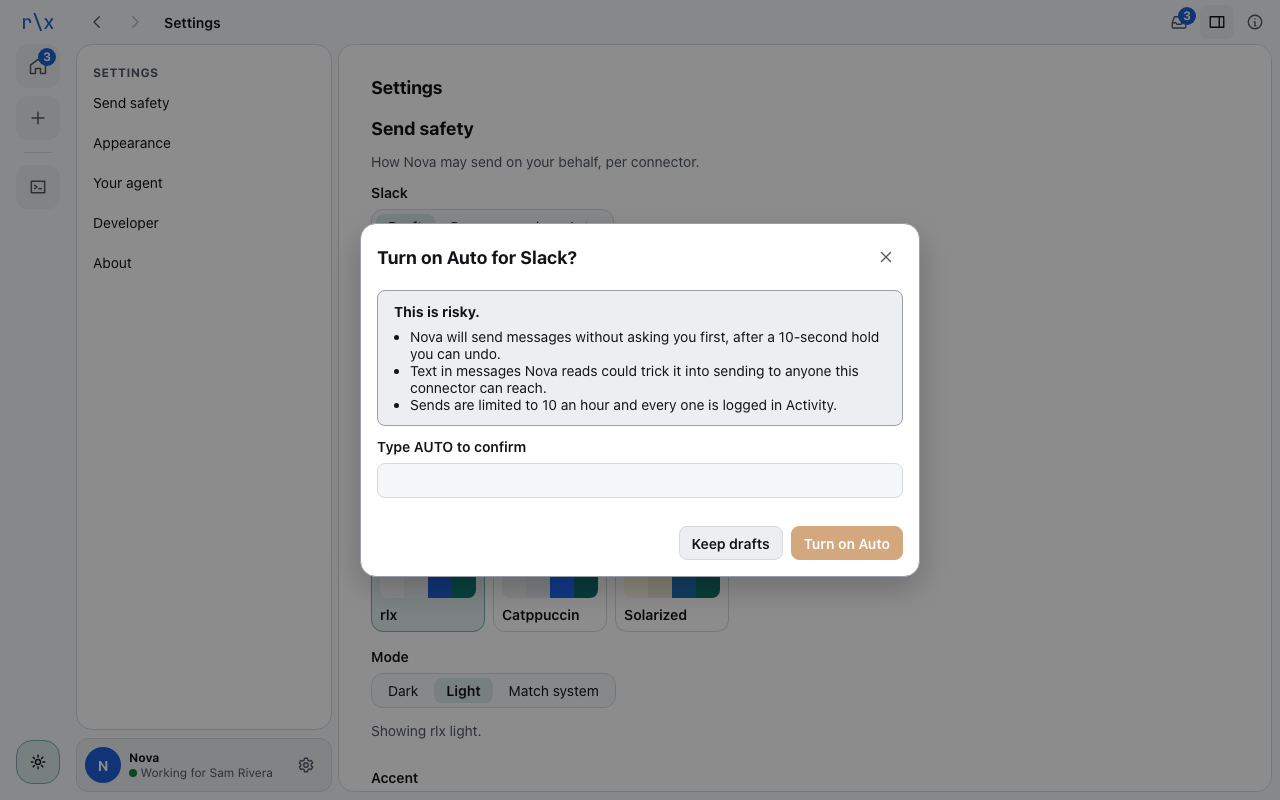 r\x
Settings
3
3
SETTINGS
Send safety
Appearance
Your agent
Developer
About
Settings
Send safety
How Nova may send on your behalf, per connector.
Slack
Turn on Auto for Slack?
This is risky.
Nova will send messages without asking you first, after a 10-second hold
you can undo.
Text in messages Nova reads could trick it into sending to anyone this
connector can reach.
Sends are limited to 10 an hour and every one is logged in Activity.
Type AUTO to confirm
Keep drafts
Turn on Auto
rlx
Catppuccin
Solarized
Mode
Dark
Light
Match system
Showing rlx light.
Accent
N
Nova
Working for Sam Rivera